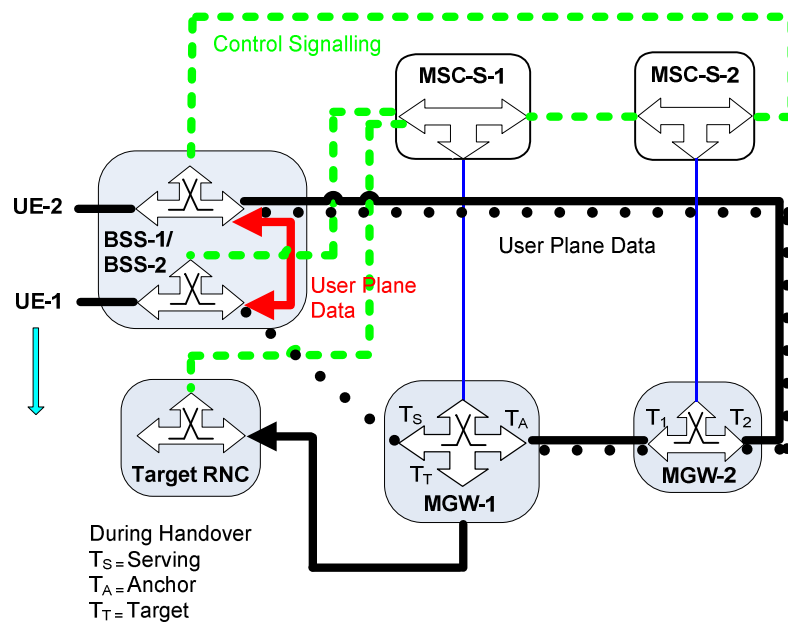 Control Signalling
MSC-S-1
MSC-S-2
UE-2
BSS-1/
BSS-2
User Plane Data
UE-1
User Plane
Data
TS
TA
TT
MGW-1
T1
T2
MGW-2
Target RNC
During Handover
TS = Serving
TA = Anchor
TT = Target